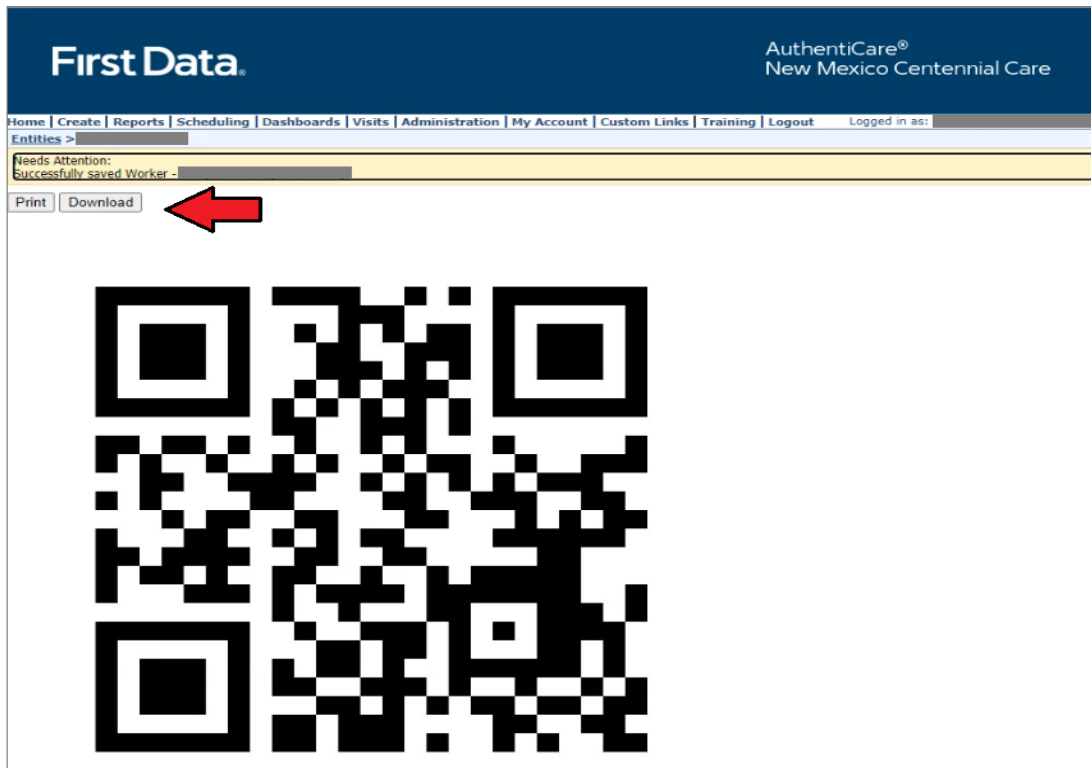 First Data®
AuthentiCare®
New Mexico Centennial Care
Home | Create | Reports | Scheduling | Dashboards | Visits | Administration | My Account | Custom Links | Training | Logout Logged in as:
Entities >
Needs Attention:
Successfully saved Worker -
Print Download